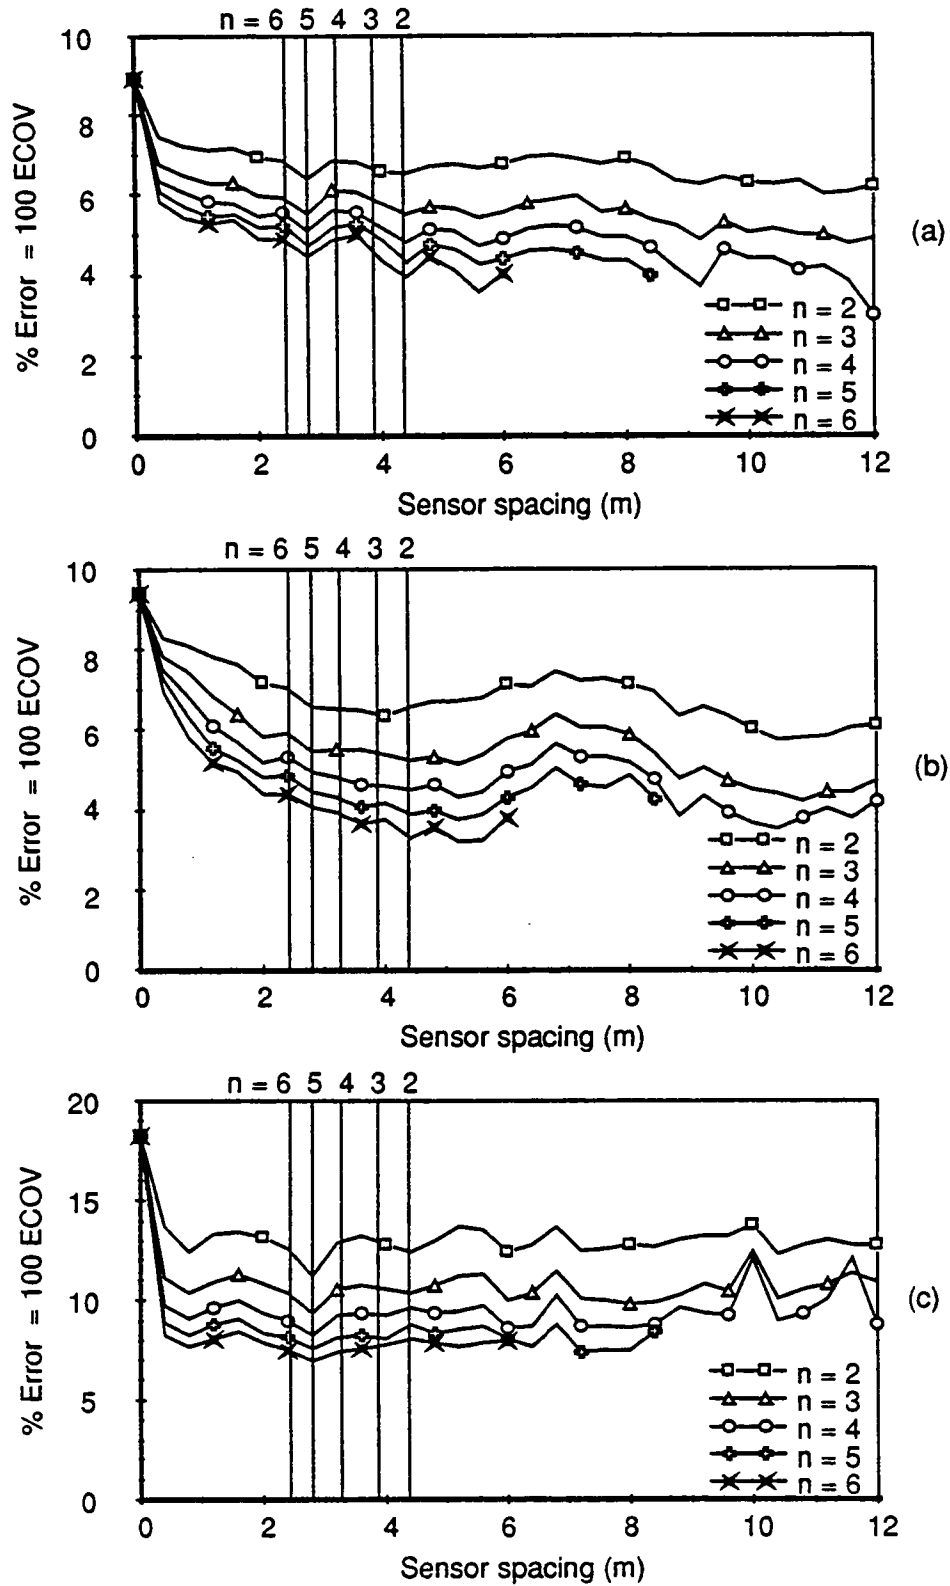 n = 6 5 4 3 2
10
8
6
4
2
0
% Error = 100 ECOV
(a)
n = 2
n = 3
n = 4
n = 5
n = 6
0 2 4 6 8 10 12
Sensor spacing (m)
n = 6 5 4 3 2
10
8
6
4
2
0
% Error = 100 ECOV
(b)
n = 2
n = 3
n = 4
n = 5
n = 6
0 2 4 6 8 10 12
Sensor spacing (m)
n = 6 5 4 3 2
20
15
10
5
0
% Error = 100 ECOV
(c)
n = 2
n = 3
n = 4
n = 5
n = 6
0 2 4 6 8 10 12
Sensor spacing (m)